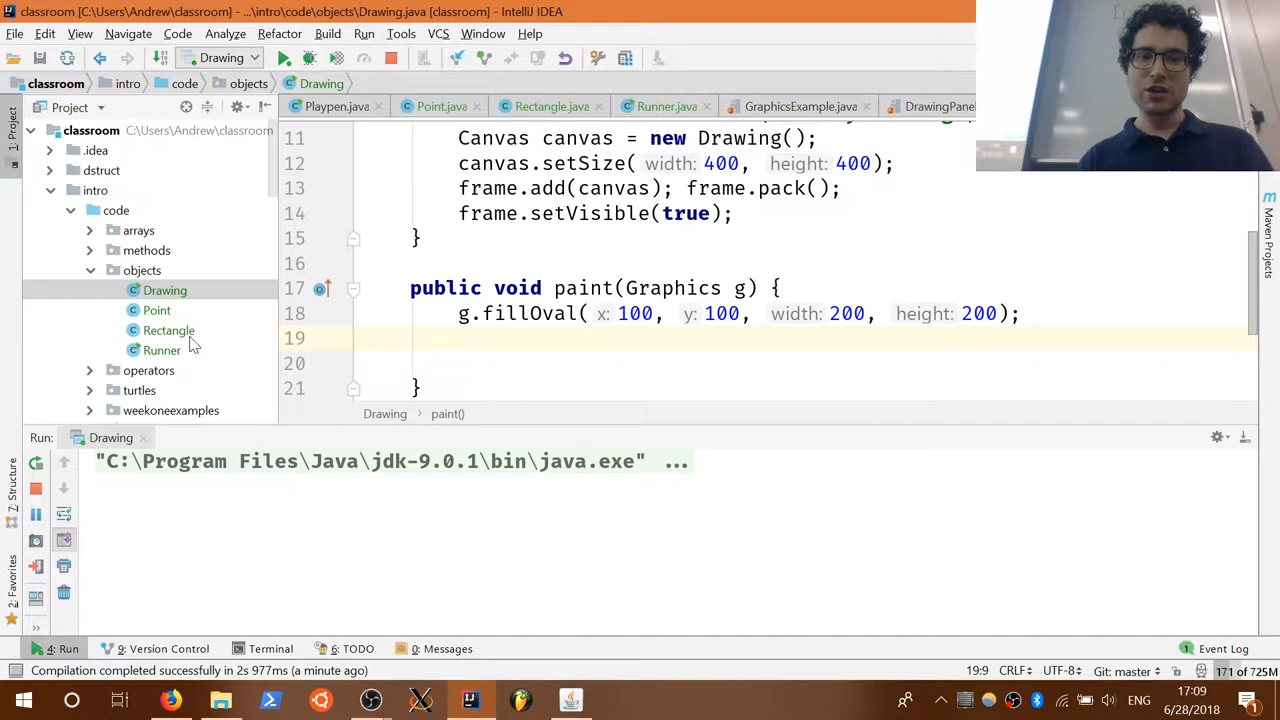 classroom [C:\Users\Andrew\classroom] - ...\intro\code\objects\Drawing.java [classroom] - IntelliJ IDEA
File Edit View Navigate Code Analyze Refactor Build Run Tools VCS Window Help
Drawing
classroom intro code objects Drawing
Project Playpen.java Point.java Rectangle.java Runner.java GraphicsExample.java DrawingPanel
1: Project
classroom C:\Users\Andrew\classroom
.idea
dstruct
intro
code
arrays
methods
objects
Drawing
Point
Rectangle
Runner
operators
turtles
weekoneexamples
11 Canvas canvas = new Drawing();
12 canvas.setSize( width: 400, height: 400);
13 frame.add(canvas); frame.pack();
14 frame.setVisible(true);
15 }
16
17 public void paint(Graphics g) {
18 g.fillOval( x: 100, y: 100, width: 200, height: 200);
19
20
21 }
Drawing paint()
Maven Projects
Run: Drawing
"C:\Program Files\Java\jdk-9.0.1\bin\java.exe" ...
7: Structure
2: Favorites
4: Run 9: Version Control Terminal 6: TODO 0: Messages 1 Event Log
Compilation completed successfully in 2s 977ms (a minute ago) 19:9 CRLF UTF-8 Git: master 171 of 725M
ENG 17:09
6/28/2018